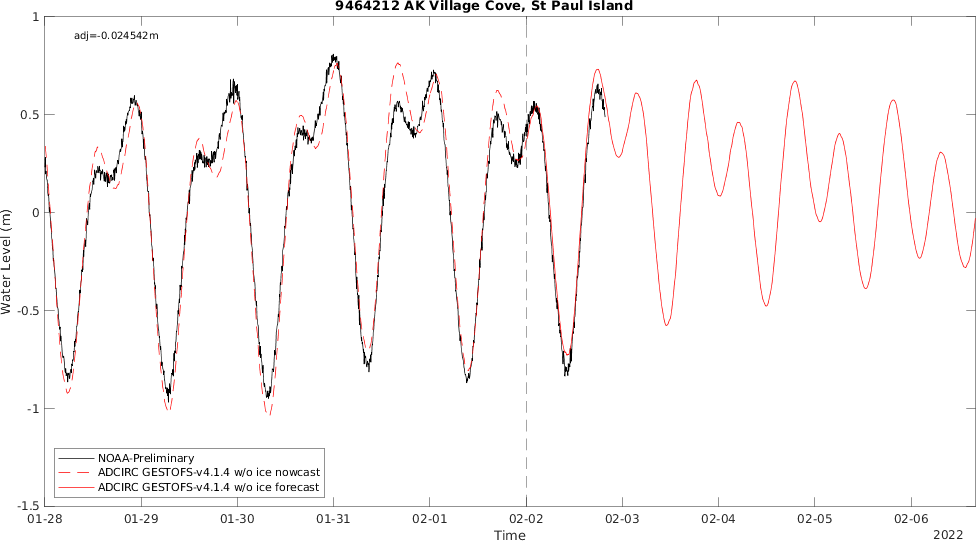 9464212 AK Village Cove, St Paul Island
adj=-0.024542m
1
0.5
0
-0.5
-1
-1.5
Water Level (m)
NOAA-Preliminary
ADCIRC GESTOFS-v4.1.4 w/o ice nowcast
ADCIRC GESTOFS-v4.1.4 w/o ice forecast
01-28 01-29 01-30 01-31 02-01 02-02 02-03 02-04 02-05 02-06
Time
2022